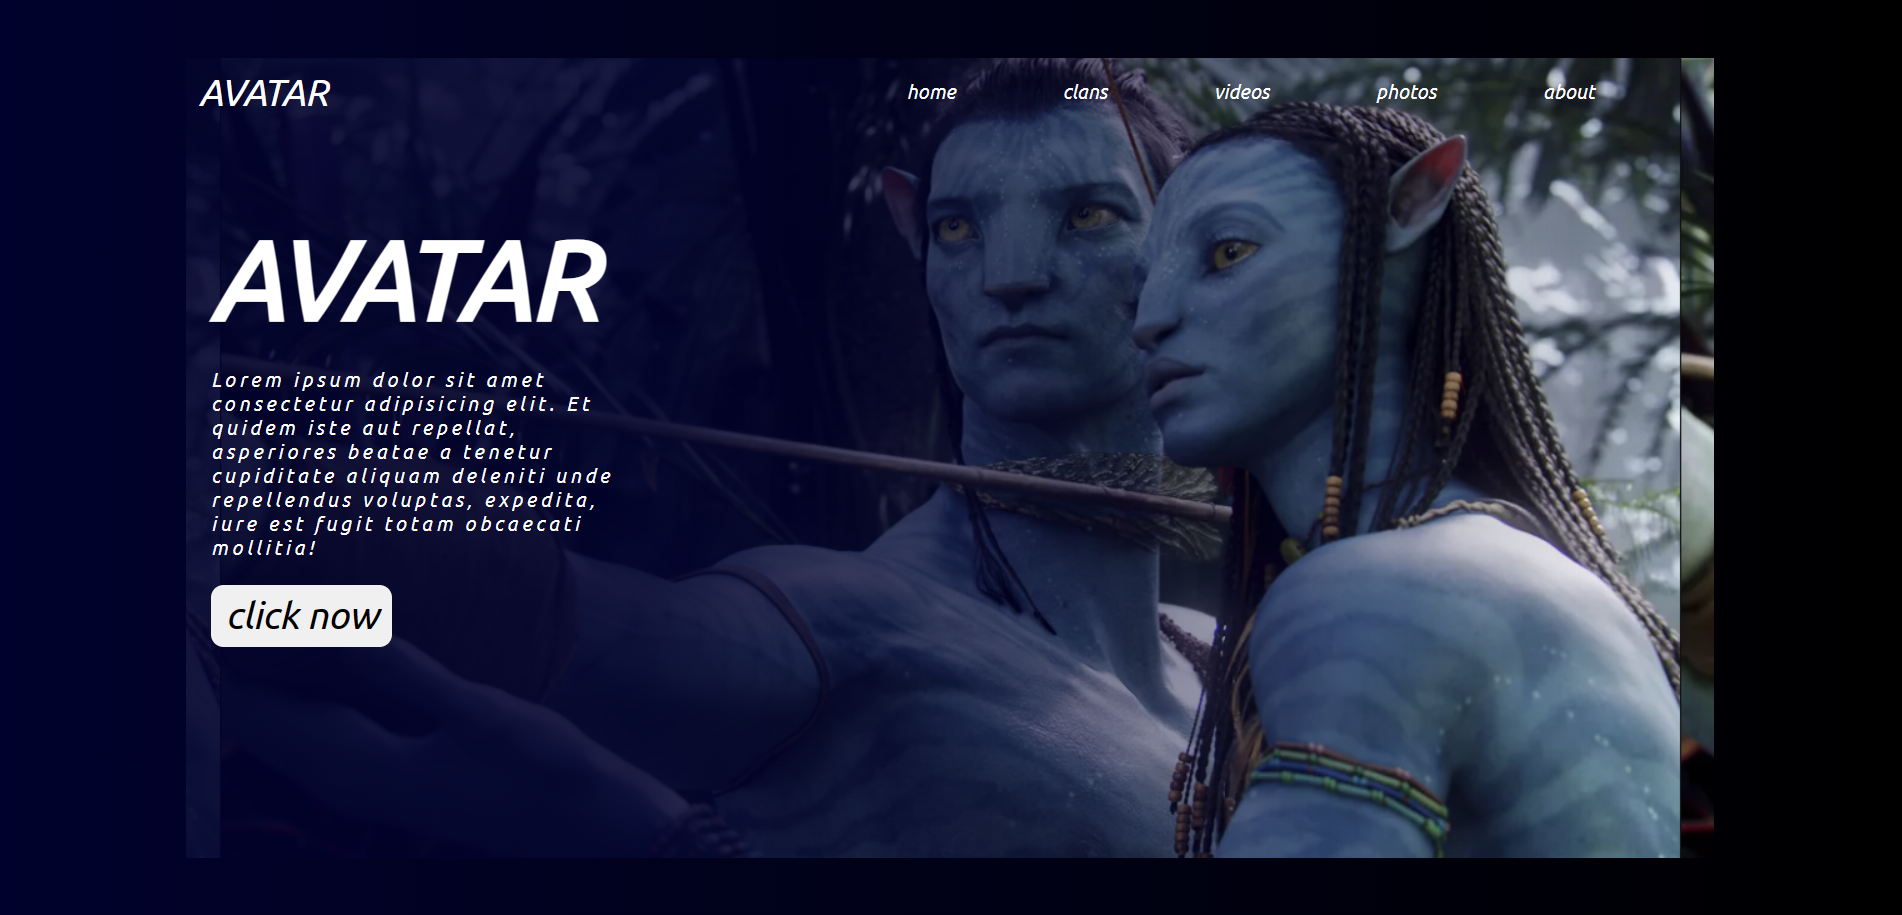 AVATAR
home clans videos photos about
AVATAR
Lorem ipsum dolor sit amet
consectetur adipisicing elit. Et
quidem iste aut repellat,
asperiores beatae a tenetur
cupiditate aliquam deleniti unde
repellendus voluptas, expedita,
iure est fugit totam obcaecati
mollitia!
click now